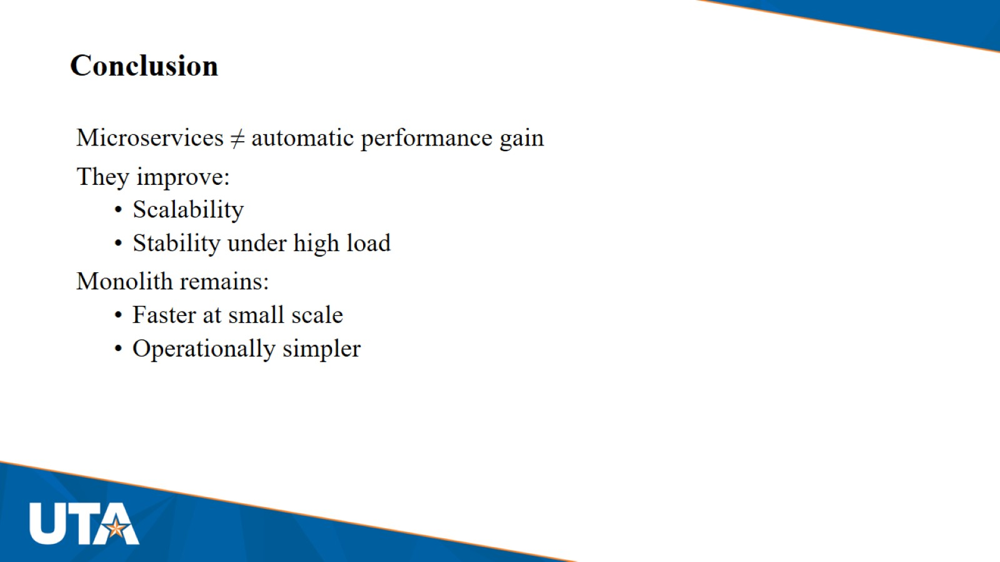 Conclusion
Microservices ≠ automatic performance gain
They improve:
• Scalability
• Stability under high load
Monolith remains:
• Faster at small scale
• Operationally simpler
UTA